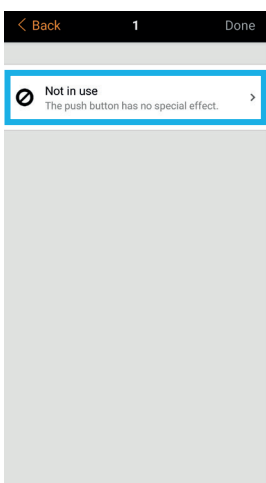 < Back 1 Done
Not in use
The push button has no special effect.